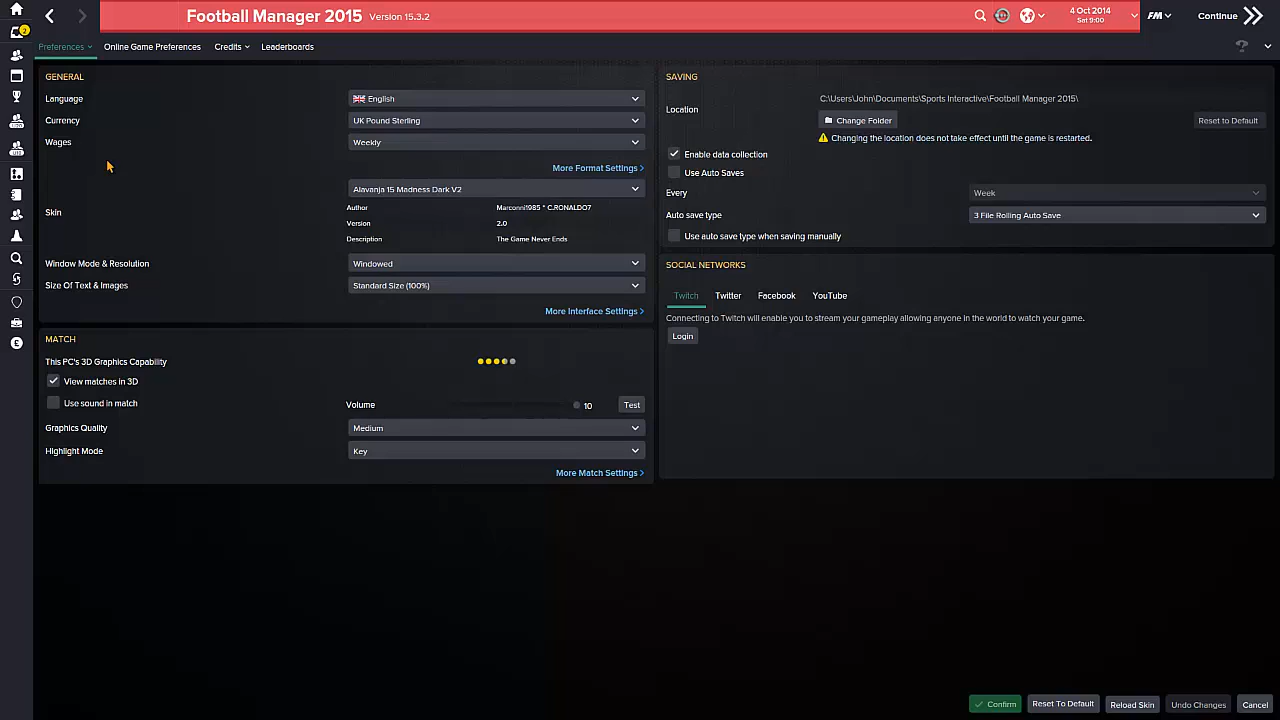 Football Manager 2015 Version 15.3.2
4 Oct 2014
Sat 9:00
FM
Continue
2
Preferences
Online Game Preferences
Credits
Leaderboards
GENERAL
Language
English
Currency
UK Pound Sterling
Wages
Weekly
More Format Settings >
Skin
Alavanja 15 Madness Dark V2
Author
Marconni1985 * C.RONALDO7
Version
2.0
Description
The Game Never Ends
Window Mode & Resolution
Windowed
Size Of Text & Images
Standard Size (100%)
More Interface Settings >
MATCH
This PC's 3D Graphics Capability
View matches in 3D
Use sound in match
Volume
10
Test
Graphics Quality
Medium
Highlight Mode
Key
More Match Settings >
SAVING
Location
C:\Users\John\Documents\Sports Interactive\Football Manager 2015\
Change Folder
Reset to Default
Changing the location does not take effect until the game is restarted.
Enable data collection
Use Auto Saves
Every
Week
Auto save type
3 File Rolling Auto Save
Use auto save type when saving manually
SOCIAL NETWORKS
Twitch
Twitter
Facebook
YouTube
Connecting to Twitch will enable you to stream your gameplay allowing anyone in the world to watch your game.
Login
Confirm
Reset To Default
Reload Skin
Undo Changes
Cancel